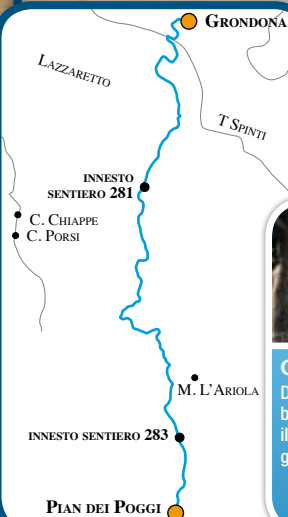 GRONDONA
LAZZARETTO
T SPINTI
INNESTO
SENTIERO 281
C. CHIAPPE
C. PORSI
M. L'ARIOLA
INNESTO SENTIERO 283
PIAN DEI POGGI